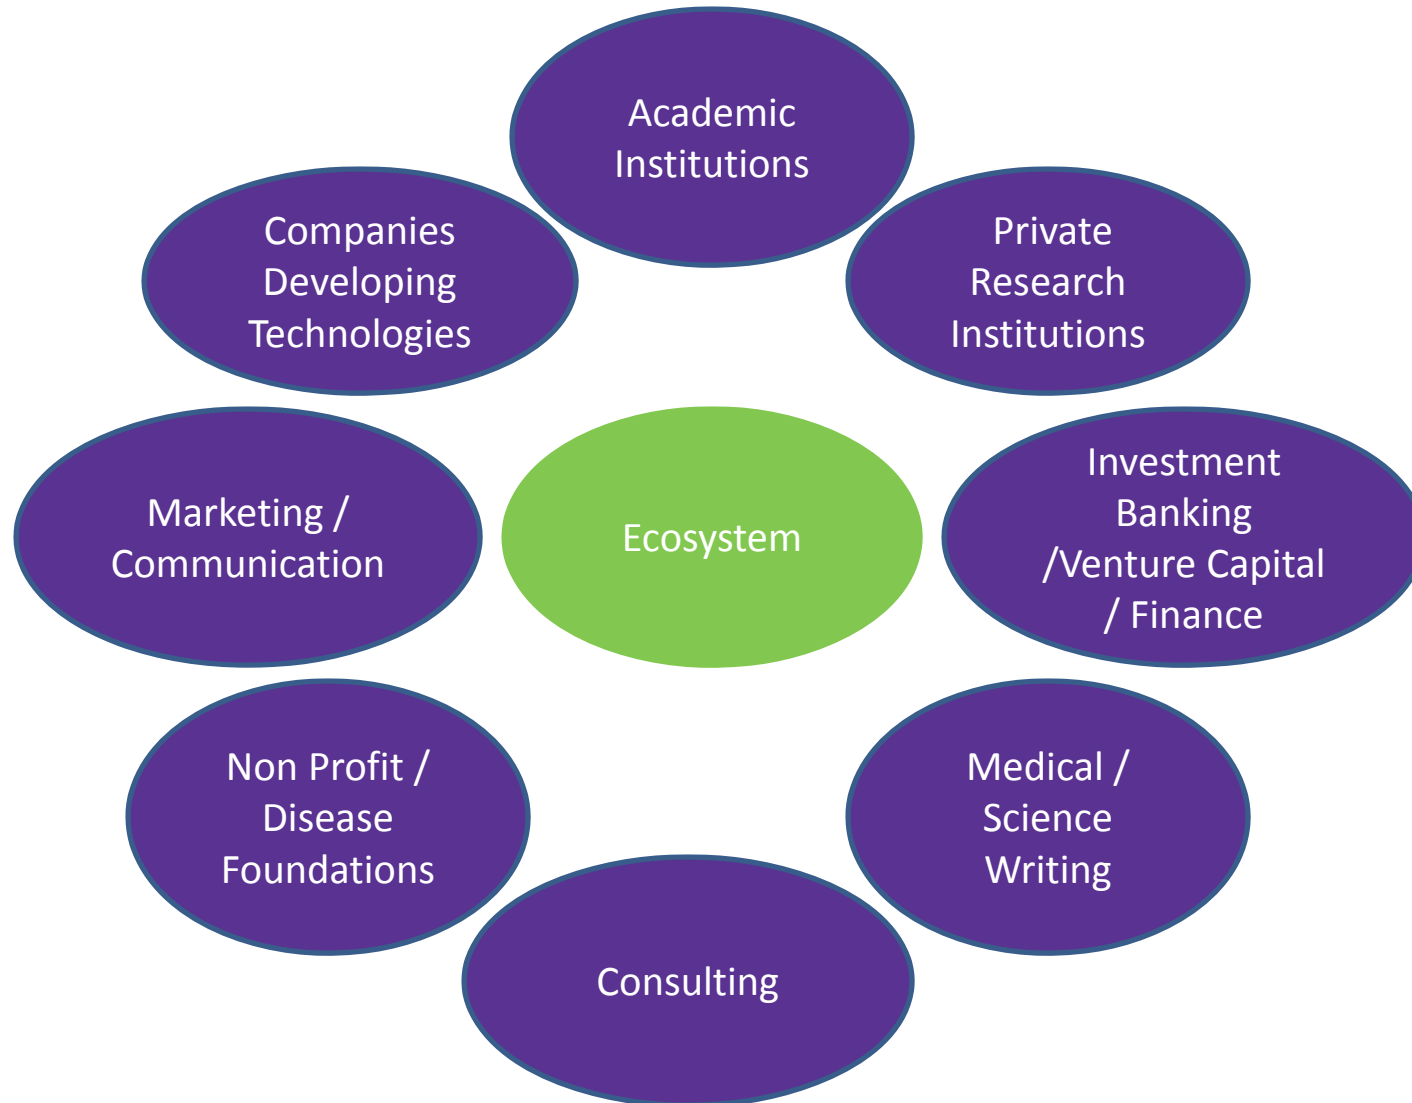 Academic
Institutions
Companies
Developing
Technologies
Private
Research
Institutions
Marketing /
Communication
Ecosystem
Investment
Banking
/Venture Capital
/ Finance
Non Profit /
Disease
Foundations
Medical /
Science
Writing
Consulting